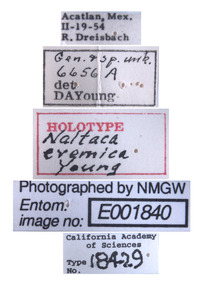 Acatlan, Mex.
II-19-54
R. Dreisbach
Gen. & sp. unk.
6656 A
det
DAYoung
HOLOTYPE
Naltaca
eremica
Young
Photographed by NMGW
Entom.
image no: E001840
California Academy
of Sciences
Type
No. 18429